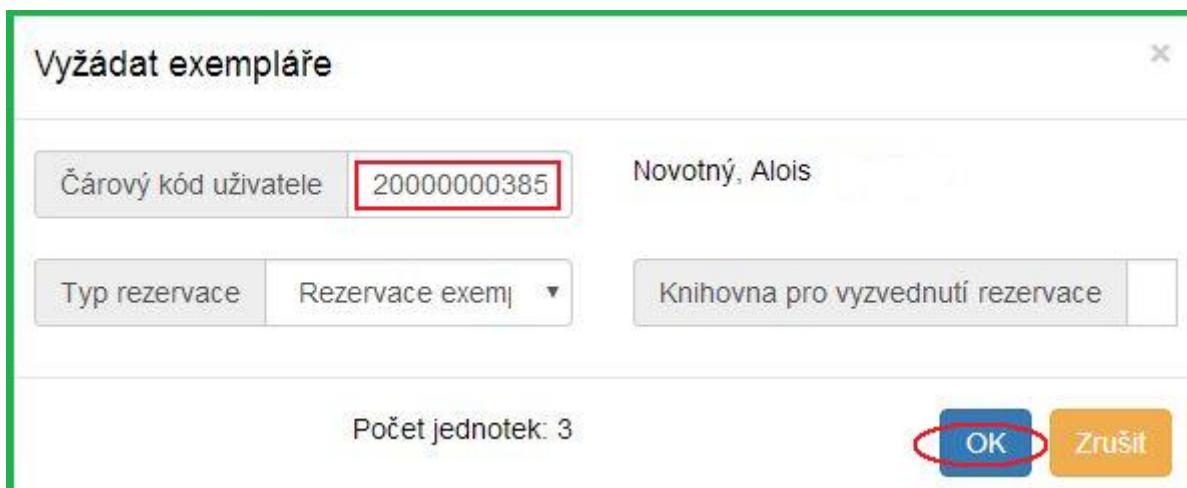 Vyžádat exempláře
×
Čárový kód uživatele 20000000385 Novotný, Alois
Typ rezervace Rezervace exem Knihovna pro vyzvednutí rezervace
Počet jednotek: 3
OK Zrušit